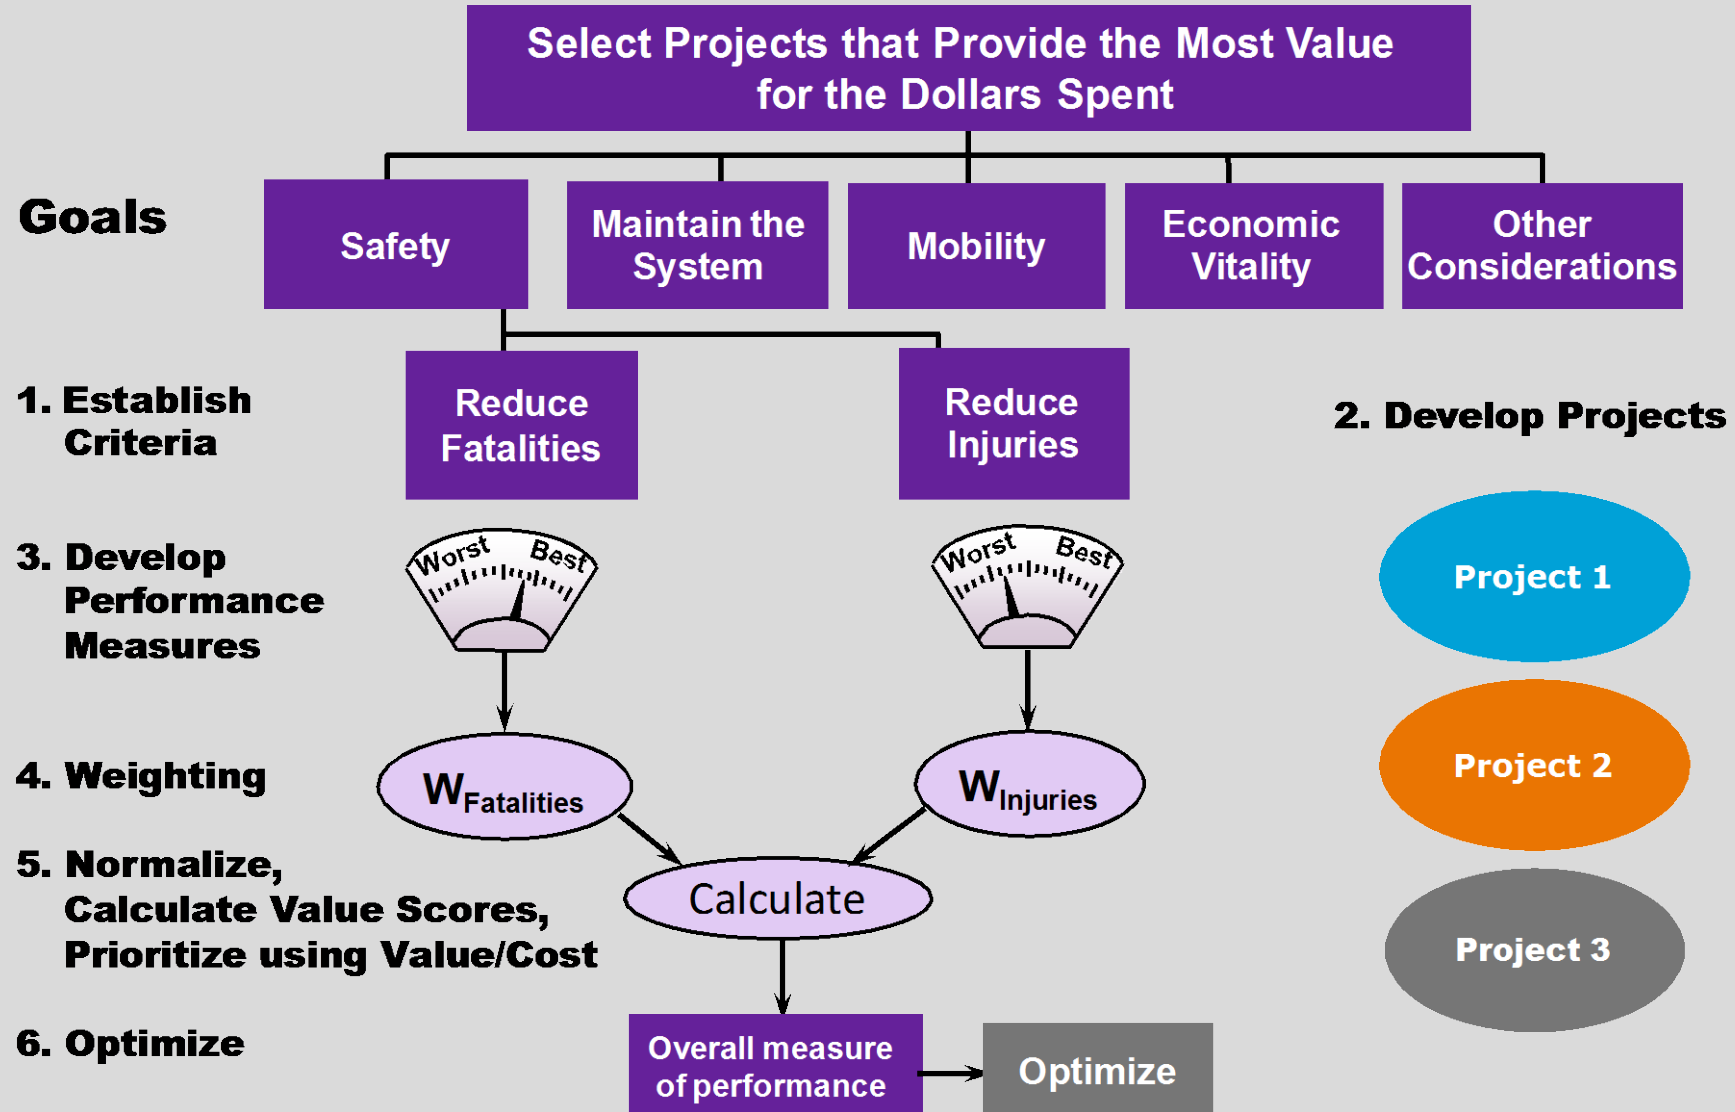 Select Projects that Provide the Most Value
for the Dollars Spent
Goals
Safety
Maintain the
System
Mobility
Economic
Vitality
Other
Considerations
1. Establish
Criteria
Reduce
Fatalities
Reduce
Injuries
2. Develop Projects
3. Develop
Performance
Measures
Worst Best
Worst Best
Project 1
Project 2
Project 3
4. Weighting
WFatalities
WInjuries
5. Normalize,
Calculate Value Scores,
Prioritize using Value/Cost
Calculate
6. Optimize
Overall measure
of performance
Optimize